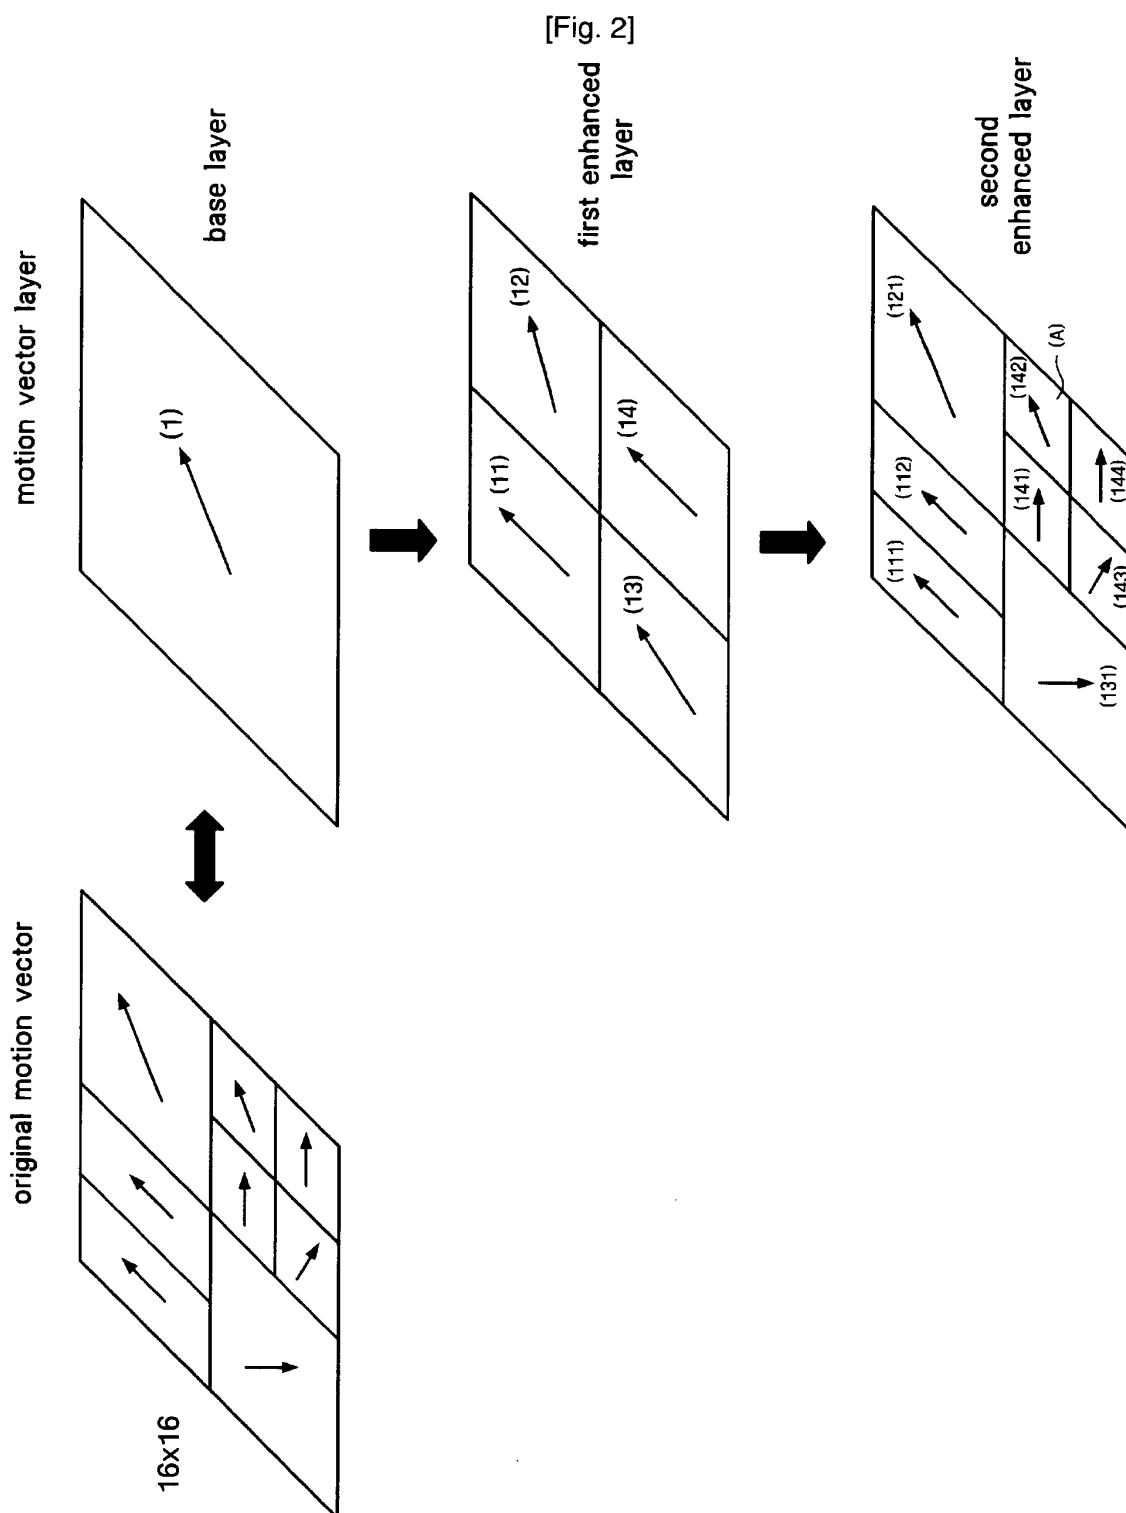 [Fig. 2]
original motion vector
motion vector layer
16x16
base layer
(1)
first enhanced
layer
(11)
(12)
(13)
(14)
second
enhanced layer
(111)
(112)
(121)
(141)
(142)
(A)
(131)
(143)
(144)